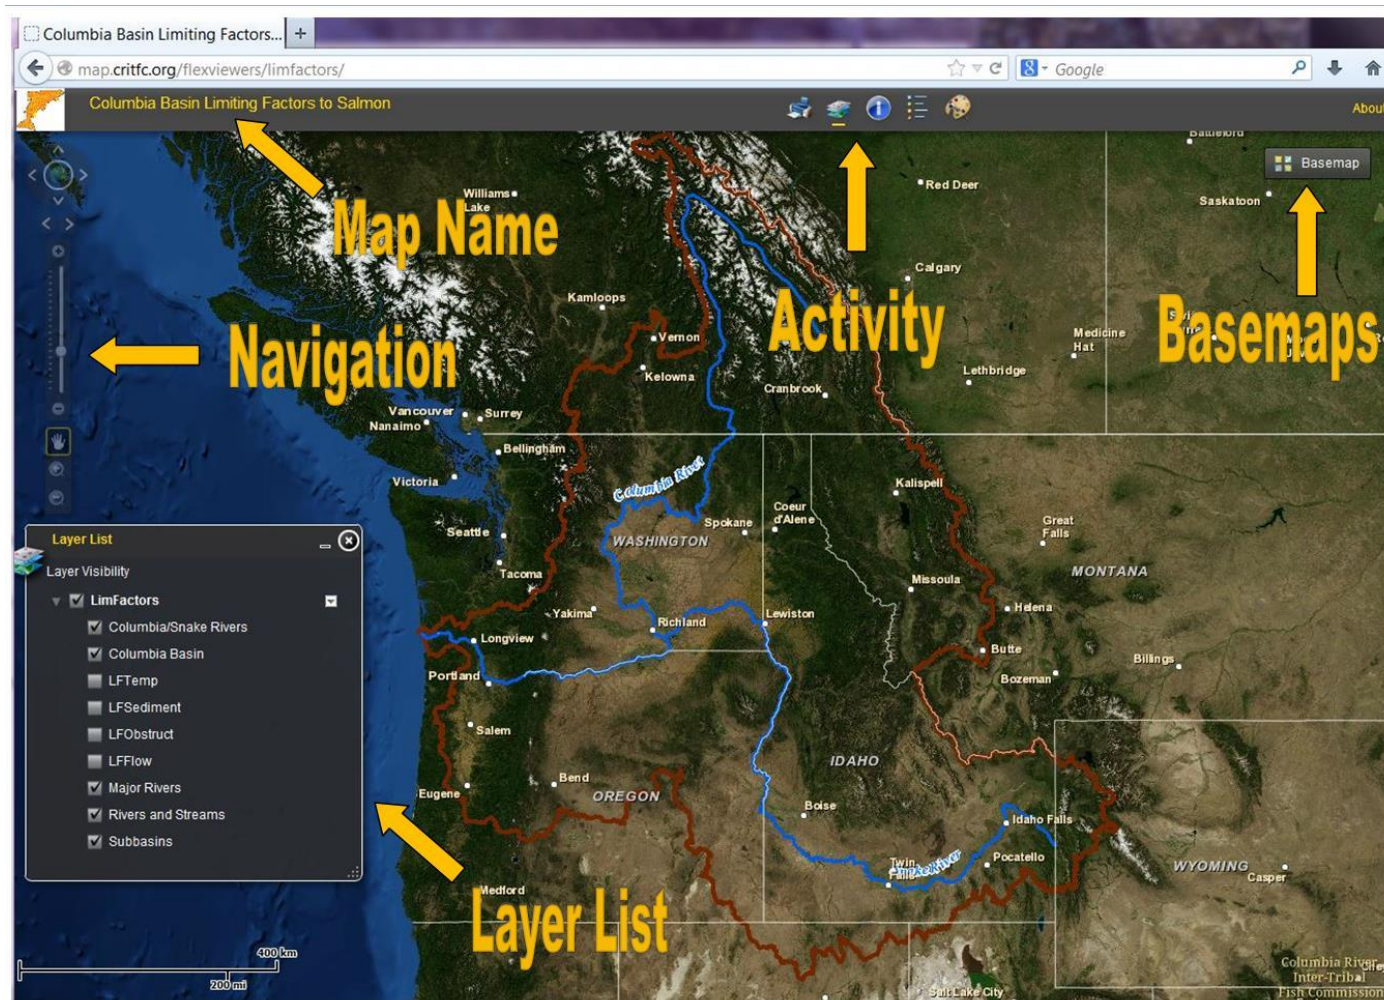 Columbia Basin Limiting Factors...
+
map.critfc.org/flexviewers/limfactors/
Google
Columbia Basin Limiting Factors to Salmon
About
Basemap
Battleford
Red Deer
Saskatoon
Williams
Lake
Map Name
Calgary
Kamloops
Activity
Basemaps
Navigation
Vernon
Medicine
Hat
Kelowna
Cranbrook
Lethbridge
Vancouver
Surrey
Nanaimo
Bellingham
Victoria
Columbia River
Kalispell
Spokane
Coeur
d'Alene
Great
Falls
Seattle
WASHINGTON
Layer List
Layer Visibility
LimFactors
Columbia/Snake Rivers
Columbia Basin
LFTemp
LFSediment
LFObstruct
LFFlow
Major Rivers
Rivers and Streams
Subbasins
Tacoma
Missoula
MONTANA
Yakima
Richland
Lewiston
Helena
Longview
Butte
Billings
Portland
Bozeman
Salem
IDAHO
Bend
Eugene
OREGON
Boise
Idaho Falls
Twin
Falls
Snake River
Pocatello
WYOMING
Casper
Medford
Layer List
400 km
200 mi
Salt Lake City
Columbia River
Inter-Tribal
Fish Commission